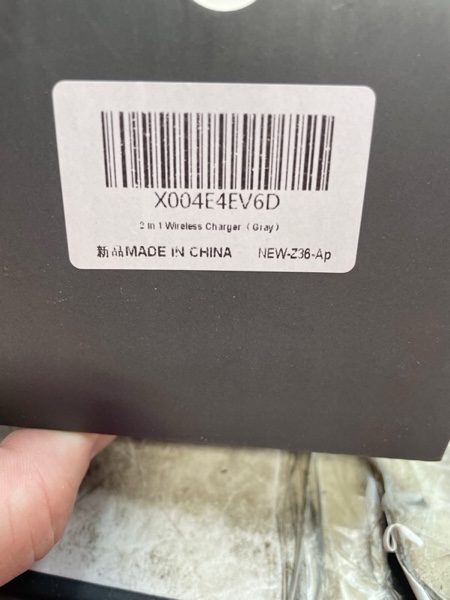 X004E4EV6D
2 in 1 Wireless Charger ( Gray )
新品MADE IN CHINA NEW-Z36-Ap